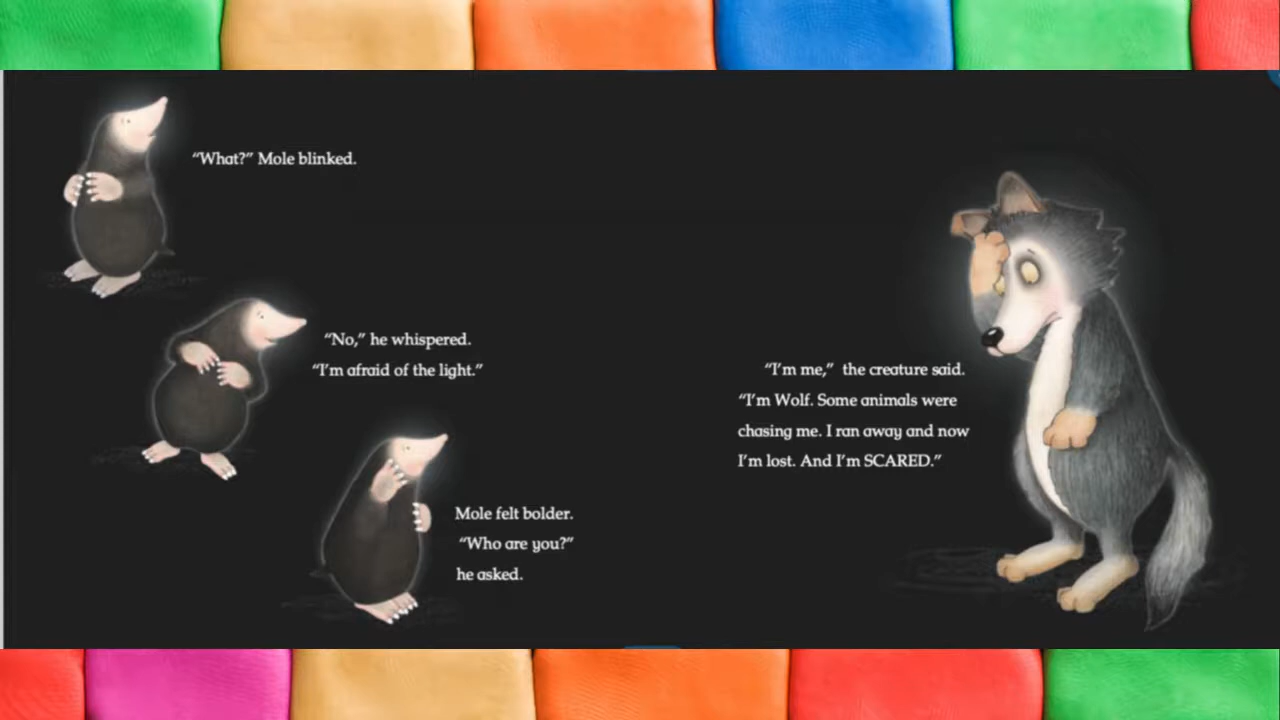 “What?” Mole blinked.
“No,” he whispered.
“I’m afraid of the light.”
Mole felt bolder.
“Who are you?”
he asked.
“I’m me,” the creature said.
“I’m Wolf. Some animals were
chasing me. I ran away and now
I’m lost. And I’m SCARED.”